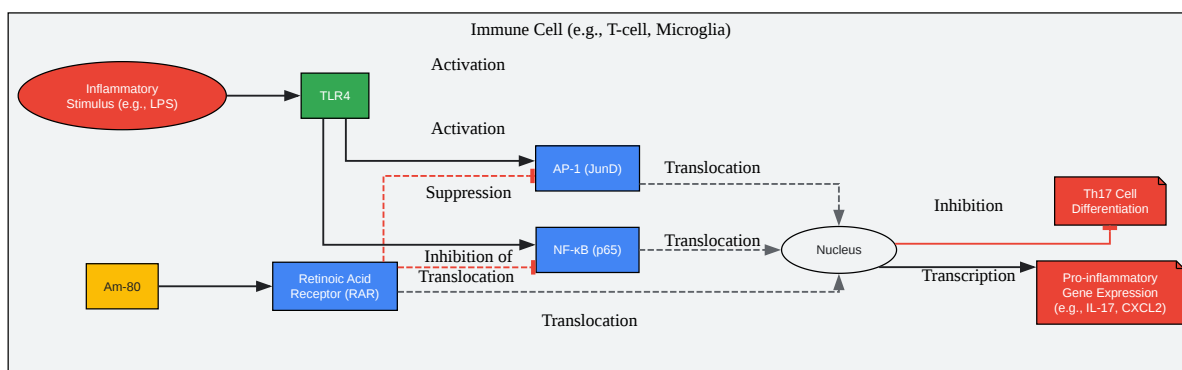 Immune Cell (e.g., T-cell, Microglia)
Activation
Inflammatory
Stimulus (e.g., LPS)
TLR4
Activation
AP-1 (JunD)
Translocation
Suppression
Th17 Cell
Differentiation
Inhibition
NF-κB (p65)
Translocation
Nucleus
Inhibition of
Translocation
Am-80
Retinoic Acid
Receptor (RAR)
Transcription
Pro-inflammatory
Gene Expression
(e.g., IL-17, CXCL2)
Translocation